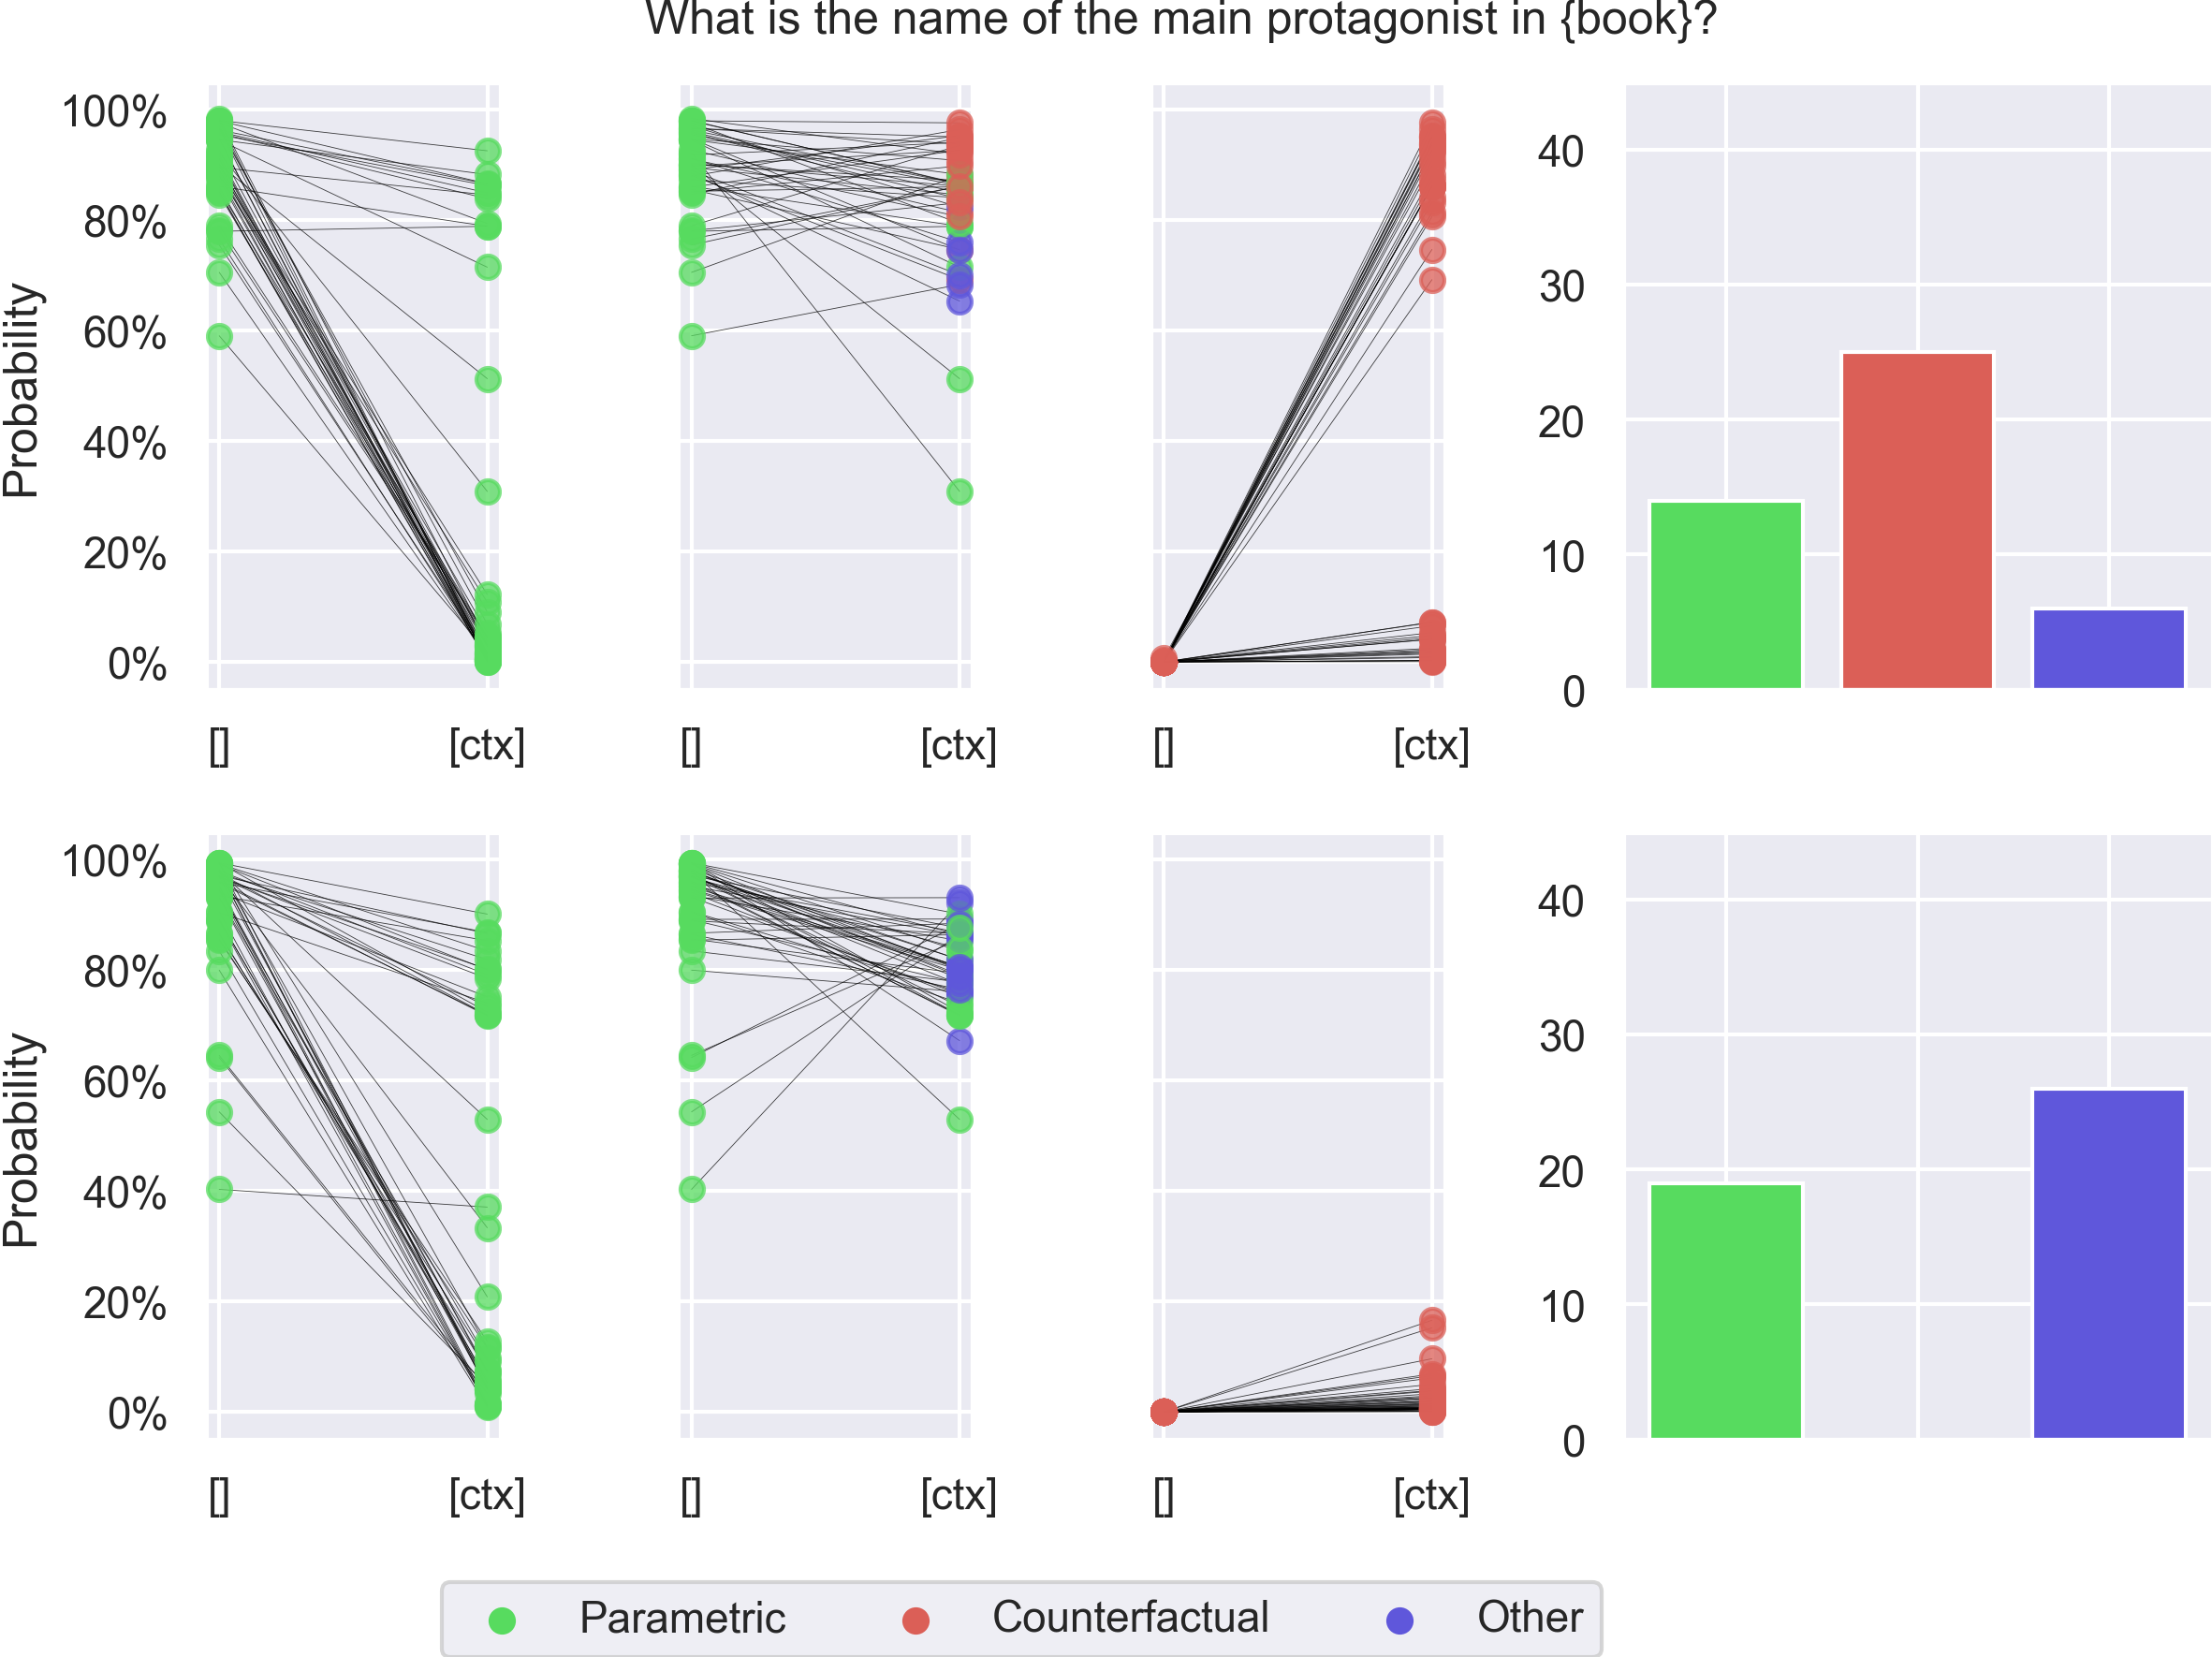 What is the name of the main protagonist in {book}?
Probability
100%
80%
60%
40%
20%
0%
[] [ctx]
[] [ctx]
[] [ctx]
40
30
20
10
0
Probability
100%
80%
60%
40%
20%
0%
[] [ctx]
[] [ctx]
[] [ctx]
40
30
20
10
0
Parametric Counterfactual Other